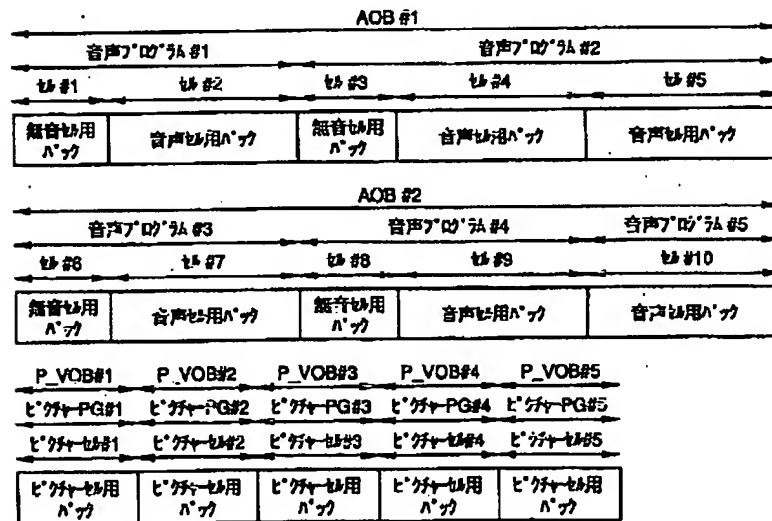 AOB #1
音声プログラム #1 音声プログラム #2
セル #1 セル #2 セル #3 セル #4 セル #5
無音セル用パック 音声セル用パック 無音セル用パック 音声セル用パック 音声セル用パック
AOB #2
音声プログラム #3 音声プログラム #4 音声プログラム #5
セル #6 セル #7 セル #8 セル #9 セル #10
無音セル用パック 音声セル用パック 無音セル用パック 音声セル用パック 音声セル用パック
P_VOB#1 P_VOB#2 P_VOB#3 P_VOB#4 P_VOB#5
ピクチャーPG#1 ピクチャーPG#2 ピクチャーPG#3 ピクチャーPG#4 ピクチャーPG#5
ピクチャーセル#1 ピクチャーセル#2 ピクチャーセル#3 ピクチャーセル#4 ピクチャーセル#5
ピクチャーセル用パック ピクチャーセル用パック ピクチャーセル用パック ピクチャーセル用パック ピクチャーセル用パック